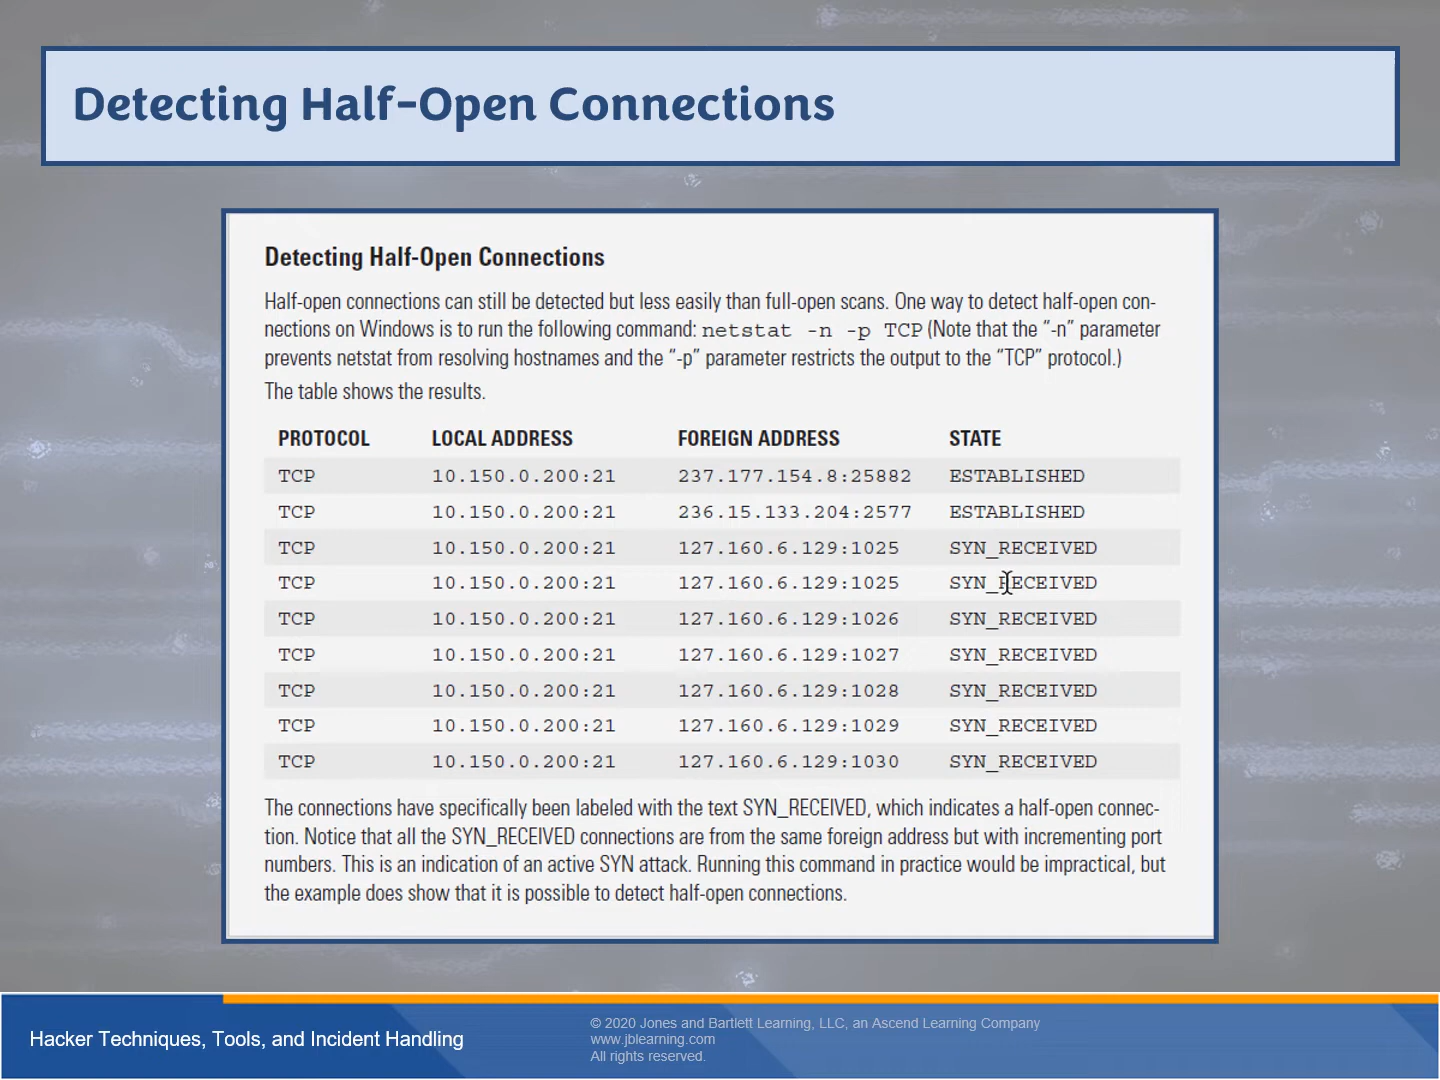 Detecting Half-Open Connections
Detecting Half-Open Connections
Half-open connections can still be detected but less easily than full-open scans. One way to detect half-open con-
nections on Windows is to run the following command: netstat -n -p TCP (Note that the “-n” parameter
prevents netstat from resolving hostnames and the “-p” parameter restricts the output to the “TCP” protocol.)
The table shows the results.
PROTOCOL LOCAL ADDRESS FOREIGN ADDRESS STATE
TCP 10.150.0.200:21 237.177.154.8:25882 ESTABLISHED
TCP 10.150.0.200:21 236.15.133.204:2577 ESTABLISHED
TCP 10.150.0.200:21 127.160.6.129:1025 SYN_RECEIVED
TCP 10.150.0.200:21 127.160.6.129:1025 SYN_RECEIVED
TCP 10.150.0.200:21 127.160.6.129:1026 SYN_RECEIVED
TCP 10.150.0.200:21 127.160.6.129:1027 SYN_RECEIVED
TCP 10.150.0.200:21 127.160.6.129:1028 SYN_RECEIVED
TCP 10.150.0.200:21 127.160.6.129:1029 SYN_RECEIVED
TCP 10.150.0.200:21 127.160.6.129:1030 SYN_RECEIVED
The connections have specifically been labeled with the text SYN_RECEIVED, which indicates a half-open connec-
tion. Notice that all the SYN_RECEIVED connections are from the same foreign address but with incrementing port
numbers. This is an indication of an active SYN attack. Running this command in practice would be impractical, but
the example does show that it is possible to detect half-open connections.
Hacker Techniques, Tools, and Incident Handling
© 2020 Jones and Bartlett Learning, LLC, an Ascend Learning Company
www.jblearning.com
All rights reserved.